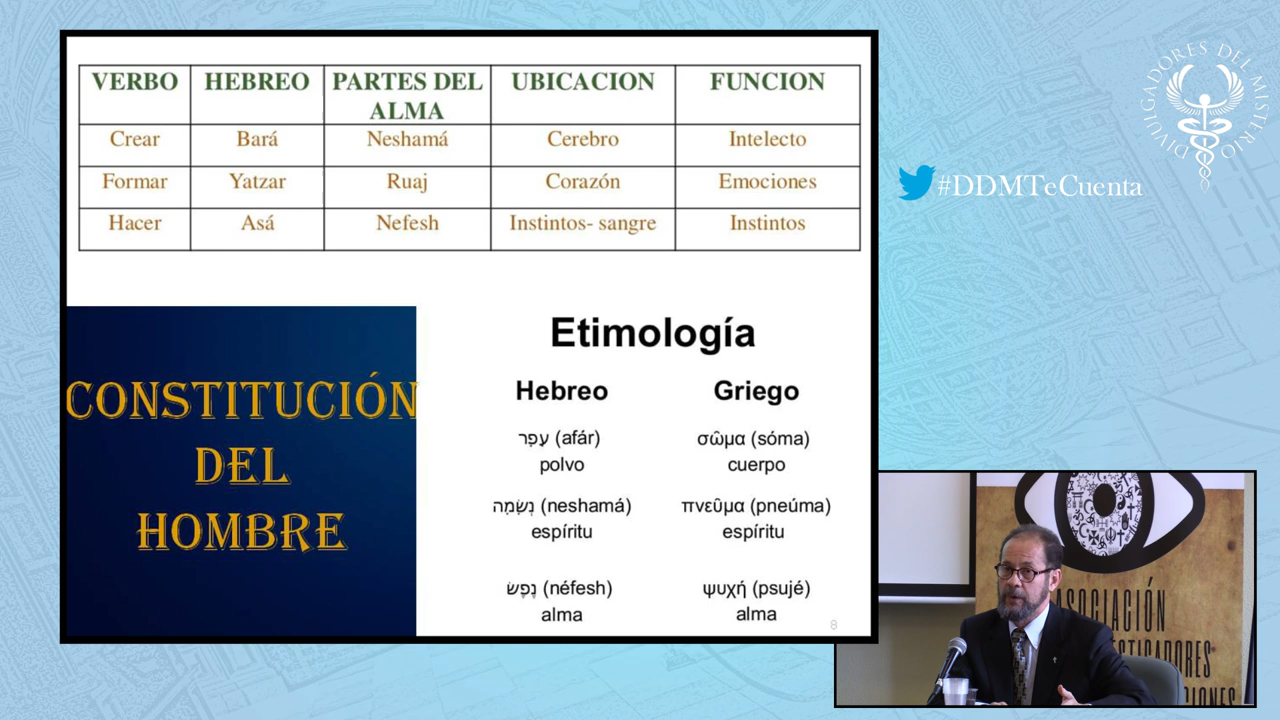 VERBO HEBREO PARTES DEL ALMA UBICACION FUNCION
Crear Bará Neshamá Cerebro Intelecto
Formar Yatzar Ruaj Corazón Emociones
Hacer Asá Nefesh Instintos- sangre Instintos
CONSTITUCIÓN
DEL
HOMBRE
Etimología
Hebreo Griego
עפר (afár) σῶμα (sóma)
polvo cuerpo
נְשָׁמָה (neshamá) πνεῦμα (pneúma)
espíritu espíritu
נֶפֶשׁ (néfesh) ψυχή (psujé)
alma alma
8
DIVULGADORES DEL MISTERIO
#DDMTeCuenta
ASOCIACIÓN